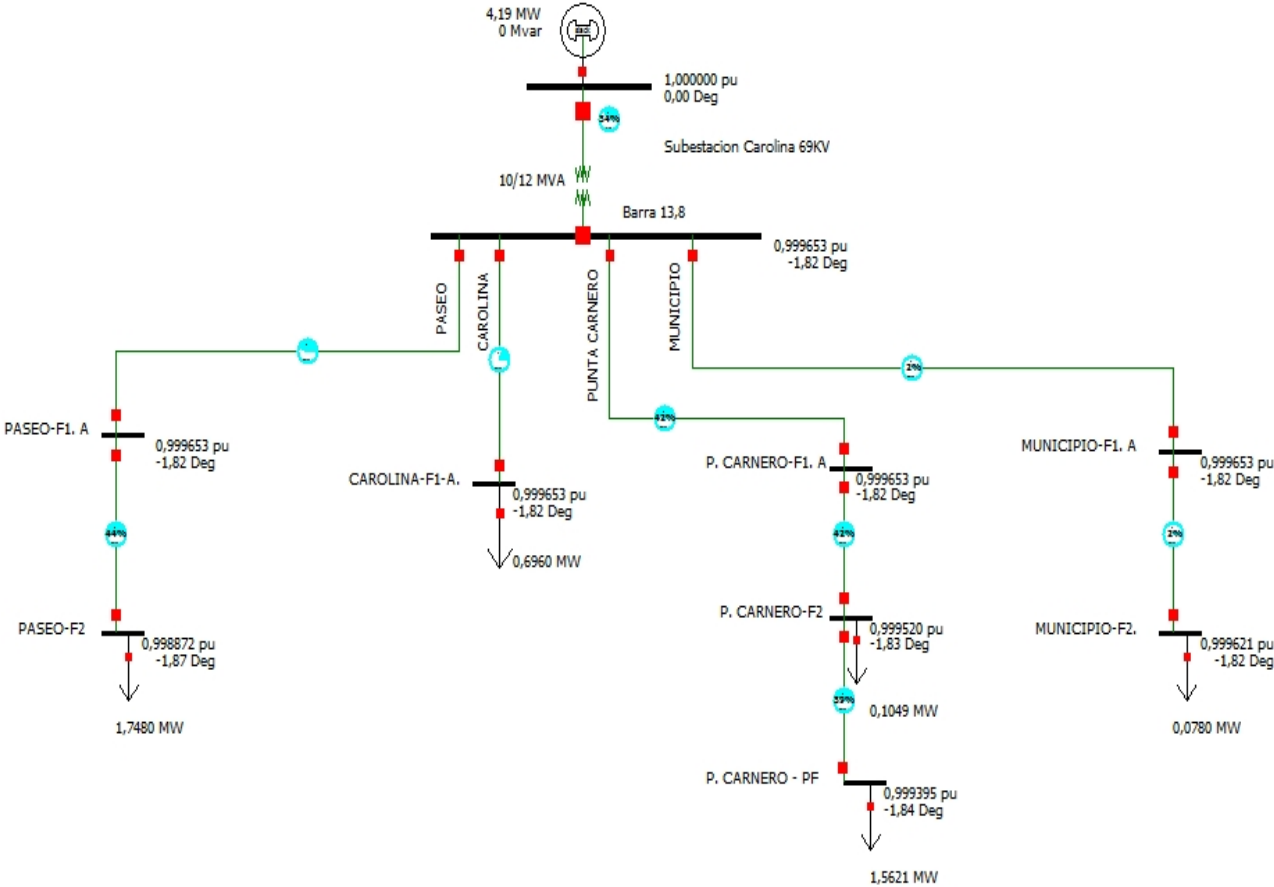 4,19 MW
0 Mvar
1,000000 pu
0,00 Deg
34%
Subestacion Carolina 69KV
10/12 MVA
Barra 13,8
0,999653 pu
-1,82 Deg
PASEO
CAROLINA
PUNTA CARNERO
MUNICIPIO
2%
42%
PASEO-F1. A
0,999653 pu
-1,82 Deg
CAROLINA-F1-A.
0,999653 pu
-1,82 Deg
0,6960 MW
P. CARNERO-F1. A
0,999653 pu
-1,82 Deg
MUNICIPIO-F1. A
0,999653 pu
-1,82 Deg
44%
42%
2%
PASEO-F2
0,998872 pu
-1,87 Deg
1,7480 MW
P. CARNERO-F2
0,999520 pu
-1,83 Deg
0,1049 MW
39%
MUNICIPIO-F2.
0,999621 pu
-1,82 Deg
0,0780 MW
P. CARNERO - PF
0,999395 pu
-1,84 Deg
1,5621 MW